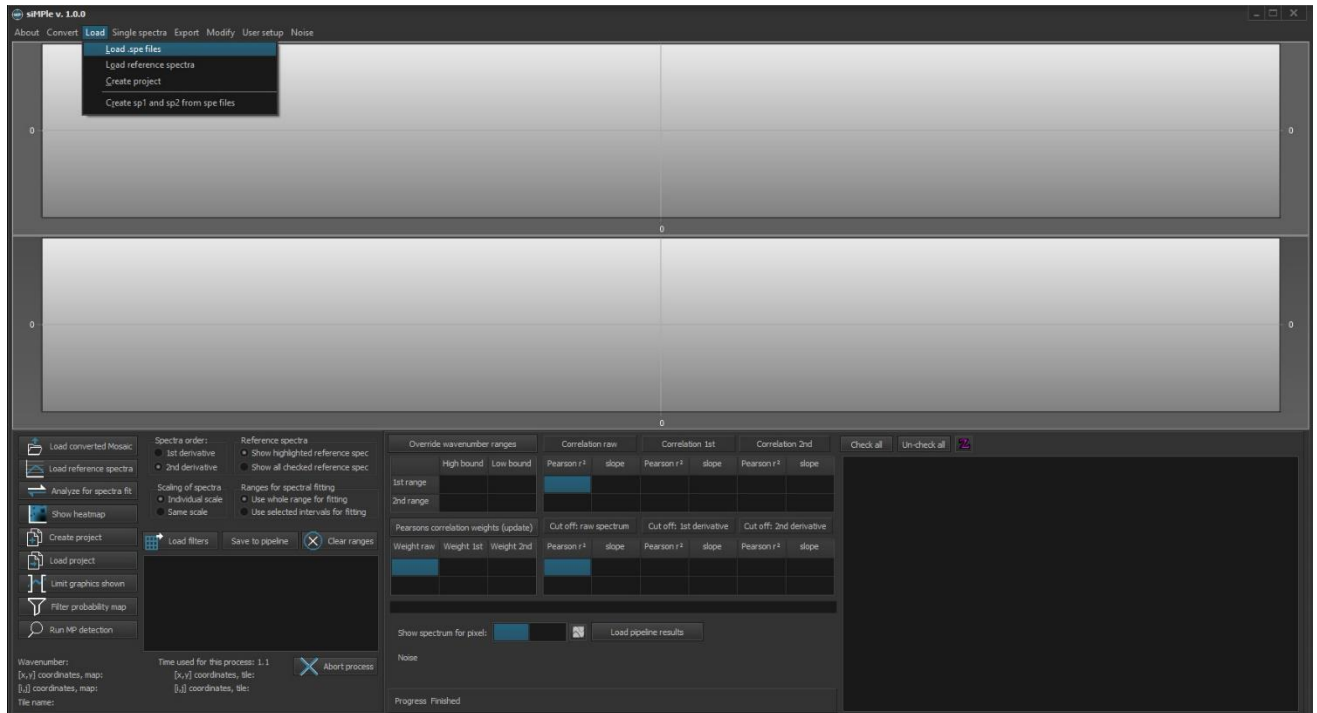 siMPle v. 1.0.0
About Convert Load Single spectra Export Modify User setup Noise
Load .spe files
Load reference spectra
Create project
Create sp1 and sp2 from spe files
0 0
0
0 0
0
Load converted Mosaic
Load reference spectra
Analyze for spectra fit
Show heatmap
Create project
Load project
Limit graphics shown
Filter probability map
Run MP detection
Spectra order:
1st derivative
2nd derivative
Reference spectra
Show highlighted reference spec
Show all checked reference spec
Scaling of spectra
Individual scale
Same scale
Ranges for spectral fitting
Use whole range for fitting
Use selected intervals for fitting
Load filters Save to pipeline Clear ranges
Wavenumber:
[x,y] coordinates, map:
[i,j] coordinates, map:
Tile name:
Time used for this process: 1.1
[x,y] coordinates, tile:
[i,j] coordinates, tile:
Abort process
Override wavenumber ranges Correlation raw Correlation 1st Correlation 2nd
High bound Low bound Pearson r² slope Pearson r² slope Pearson r² slope
1st range
2nd range
Pearsons correlation weights (update) Cut off: raw spectrum Cut off: 1st derivative Cut off: 2nd derivative
Weight raw Weight 1st Weight 2nd Pearson r² slope Pearson r² slope Pearson r² slope
Show spectrum for pixel: Load pipeline results
Noise
Progress Finished
Check all Un-check all